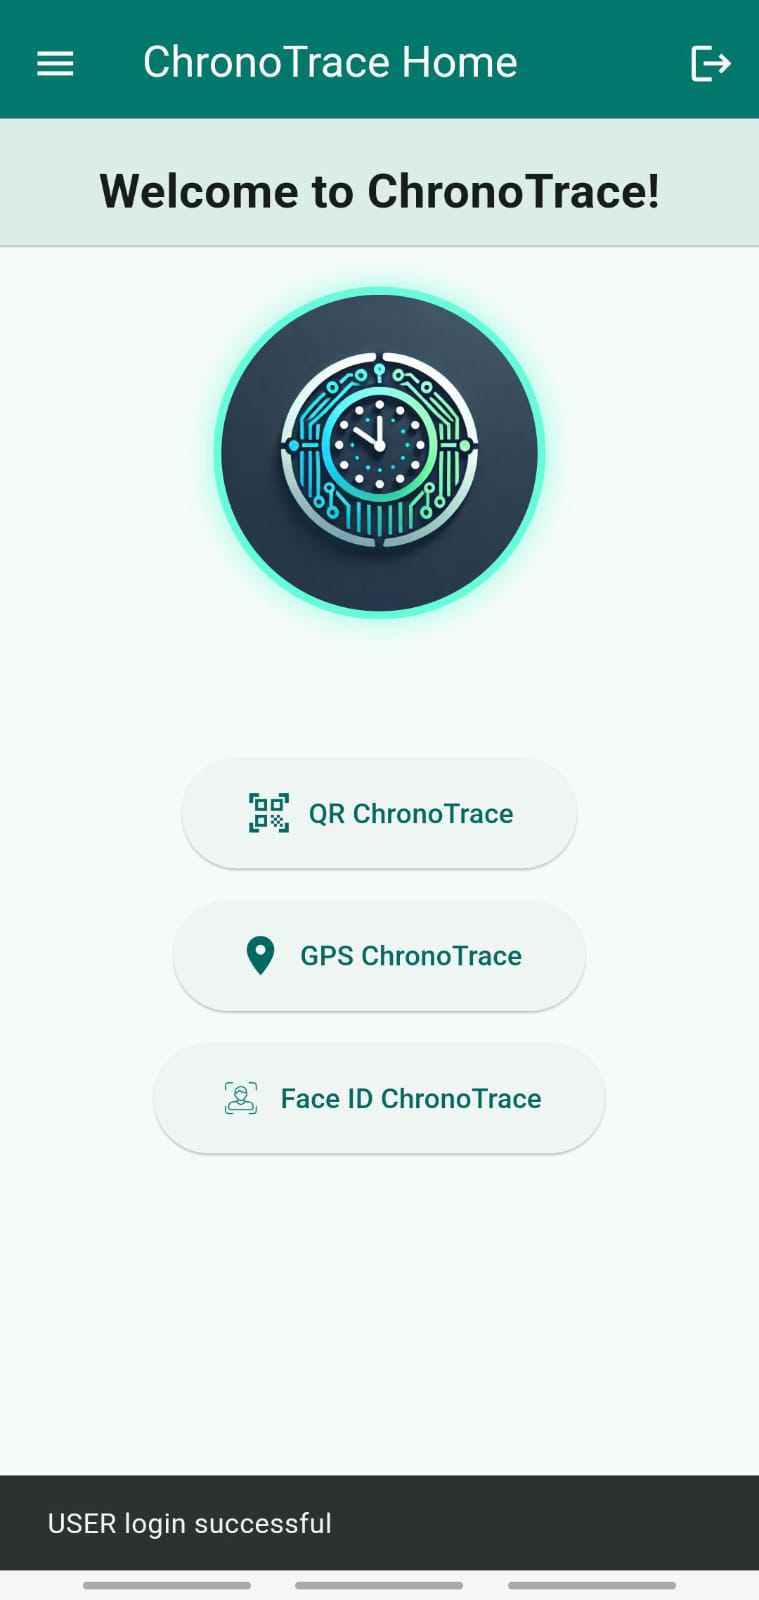 ChronoTrace Home
Welcome to ChronoTrace!
QR ChronoTrace
GPS ChronoTrace
Face ID ChronoTrace
USER login successful